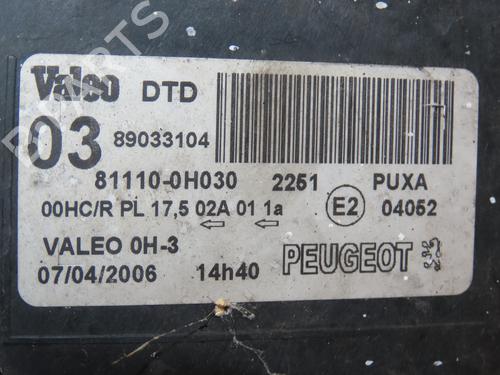 B-PARTS
Valeo DTD
03 89033104
81110-0H030 2251 PUXA
00HC/R PL 17,5 02A 01 1a E2 04052
VALEO 0H-3
07/04/2006 14h40 PEUGEOT